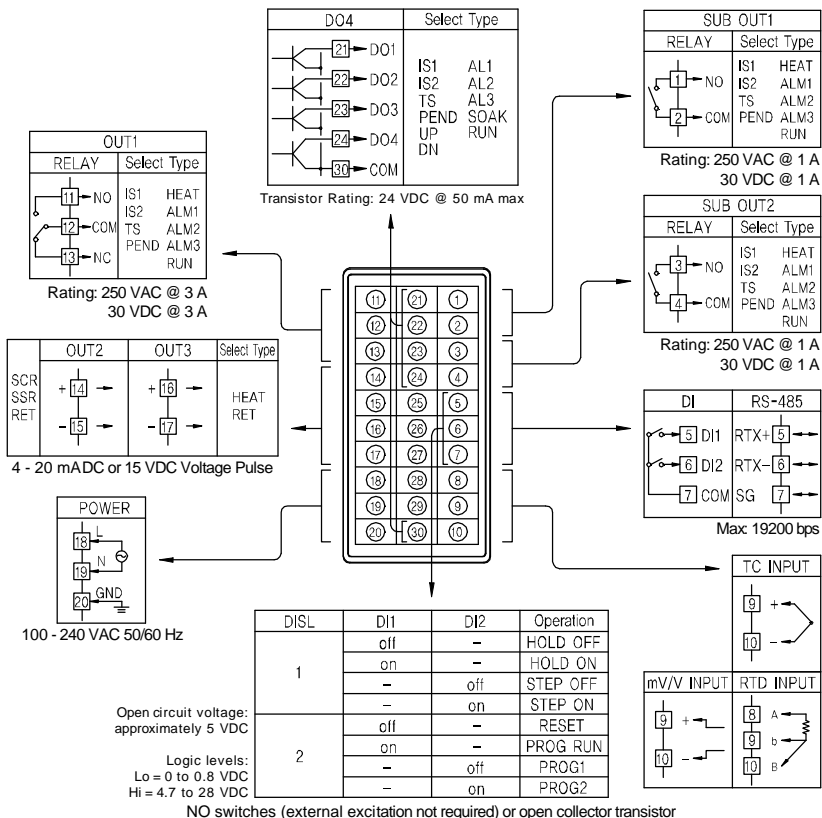 DO4
Select Type
21 DO1
22 DO2
23 DO3
24 DO4
30 COM
IS1 AL1
IS2 AL2
TS AL3
PEND SOAK
UP RUN
DN
Transistor Rating: 24 VDC @ 50 mA max
SUB OUT1
RELAY Select Type
1 NO
2 COM
IS1 HEAT
IS2 ALM1
TS ALM2
PEND ALM3
RUN
Rating: 250 VAC @ 1 A
30 VDC @ 1 A
OUT1
RELAY Select Type
11 NO
12 COM
13 NC
IS1 HEAT
IS2 ALM1
TS ALM2
PEND ALM3
RUN
Rating: 250 VAC @ 3 A
30 VDC @ 3 A
SUB OUT2
RELAY Select Type
3 NO
4 COM
IS1 HEAT
IS2 ALM1
TS ALM2
PEND ALM3
RUN
Rating: 250 VAC @ 1 A
30 VDC @ 1 A
11 21 1
12 22 2
13 23 3
14 24 4
15 25 5
16 26 6
17 27 7
18 28 8
19 29 9
20 30 10
OUT2 OUT3 Select Type
SCR
SSR
RET
+ 14
- 15
+ 16
- 17
HEAT
RET
4 - 20 mADC or 15 VDC Voltage Pulse
DI RS-485
5 DI1 RTX+ 5
6 DI2 RTX- 6
7 COM SG 7
Max: 19200 bps
POWER
18 L
19 N
20 GND
100 - 240 VAC 50/60 Hz
TC INPUT
9 +
10 -
mV/V INPUT RTD INPUT
9 +
10 -
8 A
9 b
10 B
DISL DI1 DI2 Operation
1 off - HOLD OFF
on - HOLD ON
- off STEP OFF
- on STEP ON
2 off - RESET
on - PROG RUN
- off PROG1
- on PROG2
Open circuit voltage:
approximately 5 VDC
Logic levels:
Lo = 0 to 0.8 VDC
Hi = 4.7 to 28 VDC
NO switches (external excitation not required) or open collector transistor